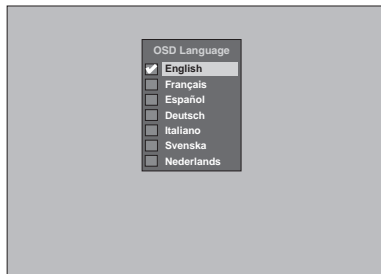 OSD Language
English
Français
Español
Deutsch
Italiano
Svenska
Nederlands